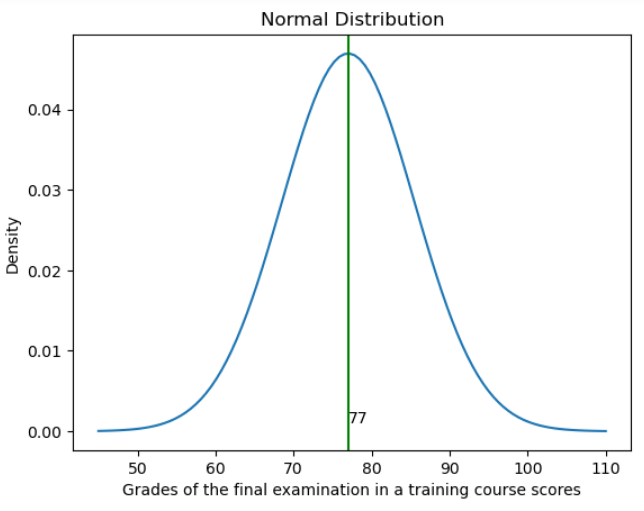 Normal Distribution
Density
0.04
0.03
0.02
0.01
0.00
77
50 60 70 80 90 100 110
Grades of the final examination in a training course scores